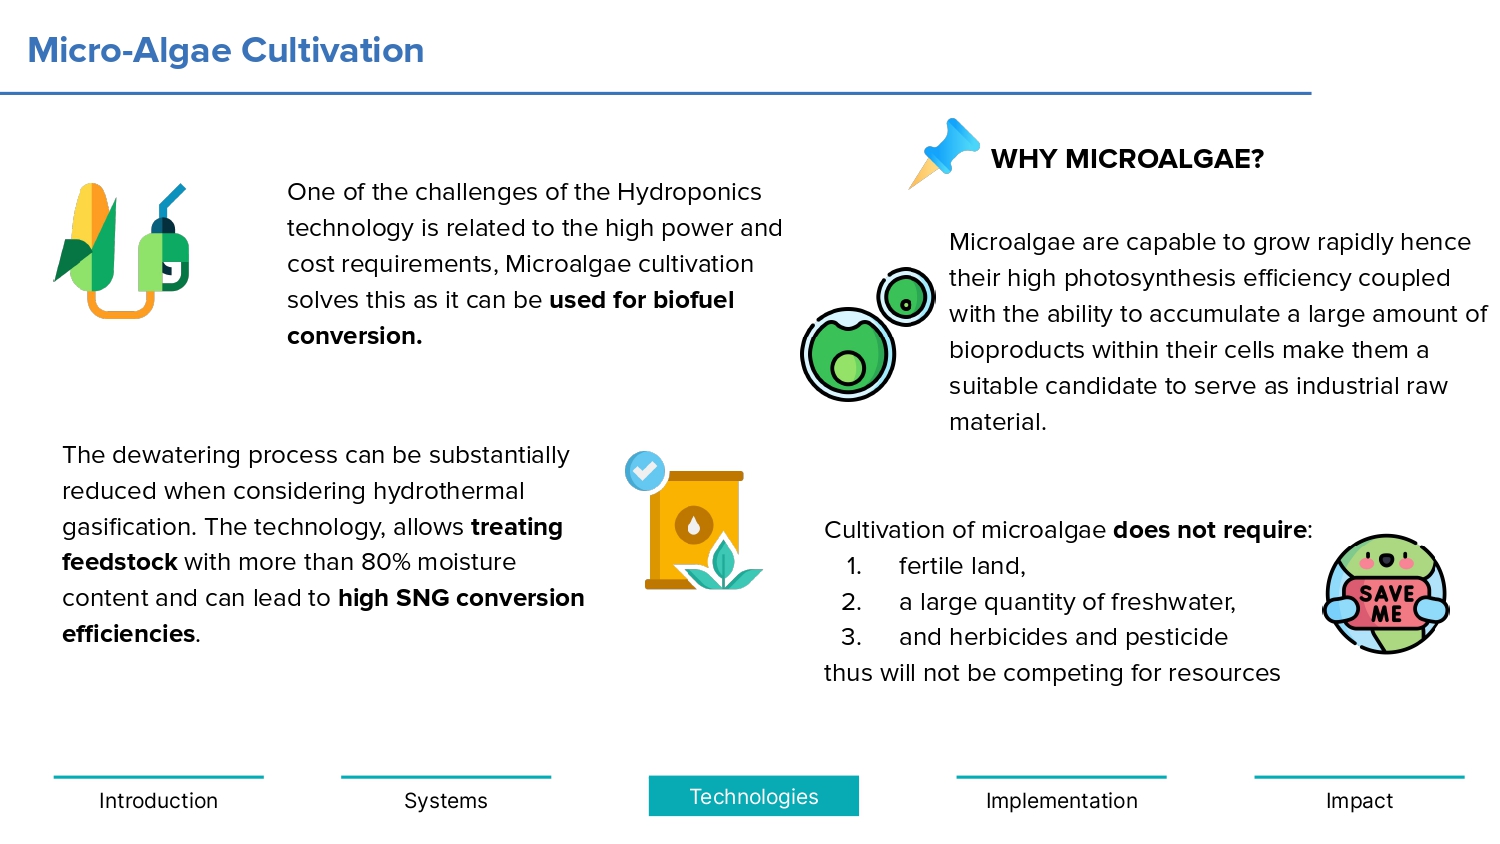 Micro-Algae Cultivation
One of the challenges of the Hydroponics
technology is related to the high power and
cost requirements, Microalgae cultivation
solves this as it can be used for biofuel
conversion.
The dewatering process can be substantially
reduced when considering hydrothermal
gasification. The technology, allows treating
feedstock with more than 80% moisture
content and can lead to high SNG conversion
efficiencies.
WHY MICROALGAE?
Microalgae are capable to grow rapidly hence
their high photosynthesis efficiency coupled
with the ability to accumulate a large amount of
bioproducts within their cells make them a
suitable candidate to serve as industrial raw
material.
Cultivation of microalgae does not require:
1. fertile land,
2. a large quantity of freshwater,
3. and herbicides and pesticide
thus will not be competing for resources
SAVE
ME
Introduction
Systems
Technologies
Implementation
Impact